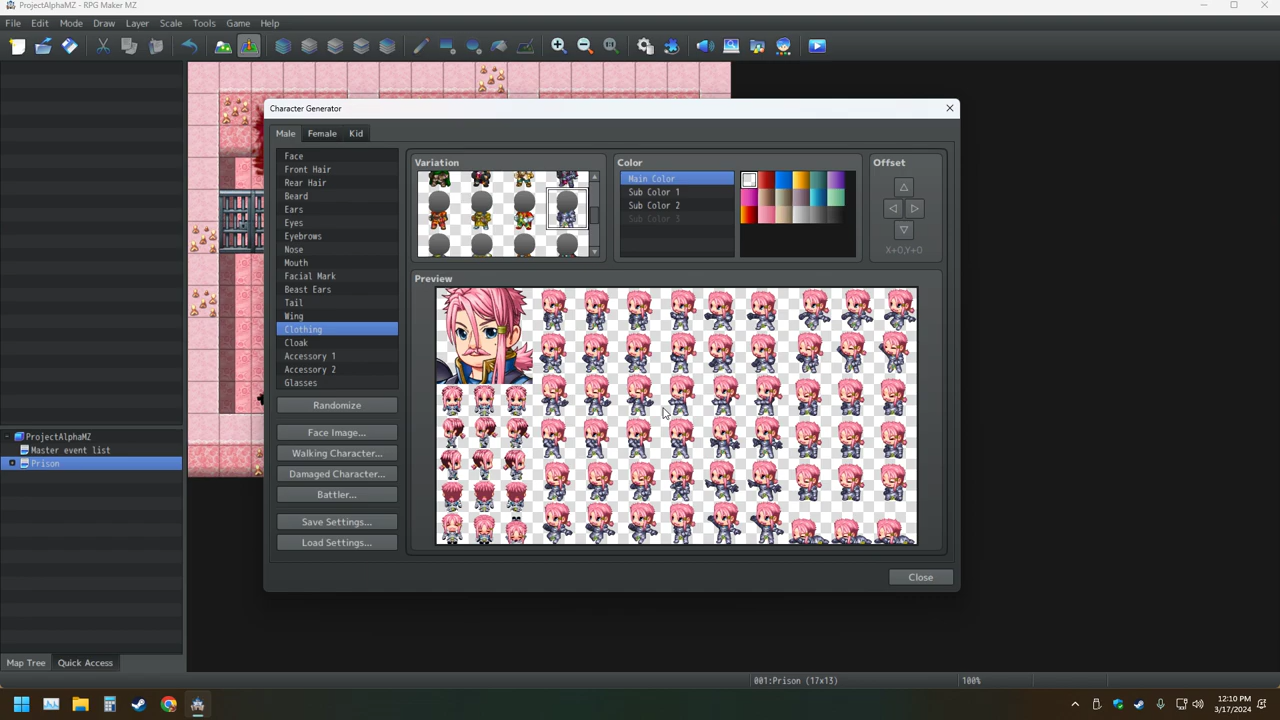 ProjectAlphaMZ - RPG Maker MZ
File Edit Mode Draw Layer Scale Tools Game Help
Character Generator
Male Female Kid
Face
Front Hair
Rear Hair
Beard
Ears
Eyes
Eyebrows
Nose
Mouth
Facial Mark
Beast Ears
Tail
Wing
Clothing
Cloak
Accessory 1
Accessory 2
Glasses
Randomize
Face Image...
Walking Character...
Damaged Character...
Battler...
Save Settings...
Load Settings...
Variation
Color
Main Color
Sub Color 1
Sub Color 2
Sub Color 3
Offset
X+0,Y+0
Preview
Close
ProjectAlphaMZ
Master event list
Prison
Map Tree Quick Access
001:Prison (17x13) 100%
12:10 PM
3/17/2024